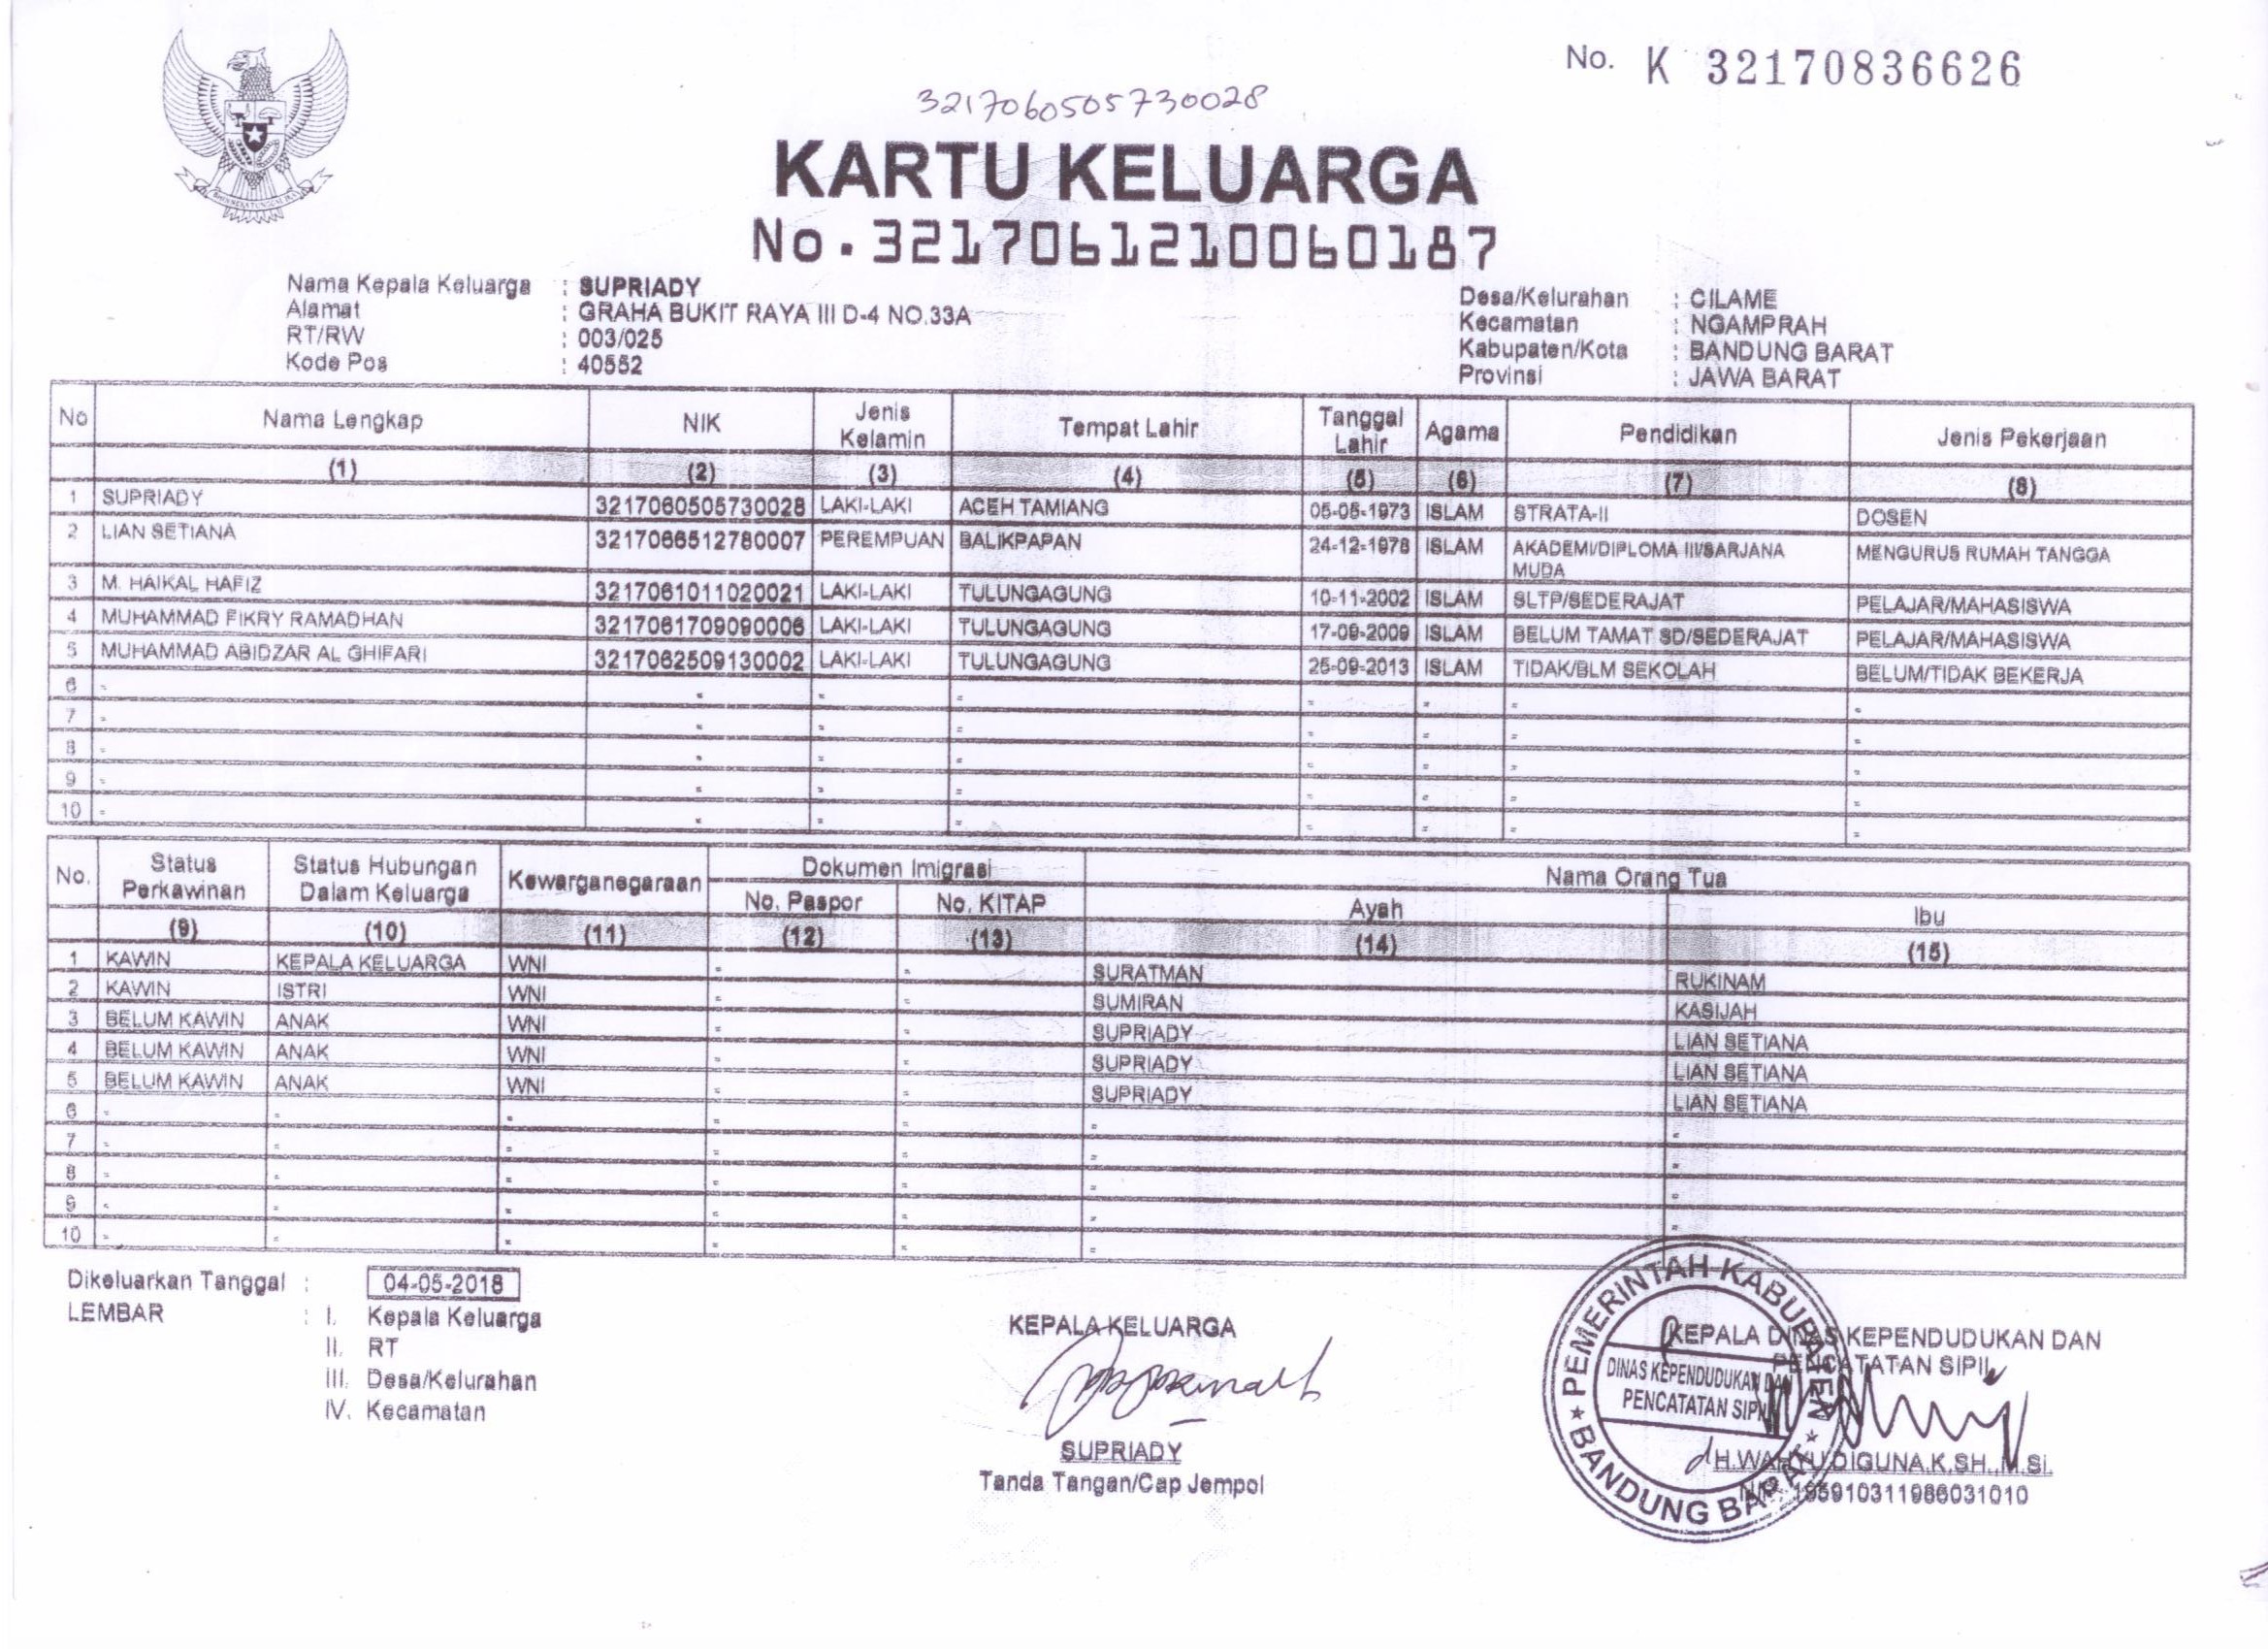 No. K 32170836626
3217060505730028
KARTU KELUARGA
No.3217061210060187
Nama Kepala Keluarga : SUPRIADY
Alamat : GRAHA BUKIT RAYA III D-4 NO.33A
RT/RW : 003/025
Kode Pos : 40552
Desa/Kelurahan : CILAME
Kecamatan : NGAMPRAH
Kabupaten/Kota : BANDUNG BARAT
Provinsi : JAWA BARAT
No Nama Lengkap NIK Jenis Kelamin Tempat Lahir Tanggal Lahir Agama Pendidikan Jenis Pekerjaan
(1) (2) (3) (4) (5) (6) (7) (8)
1 SUPRIADY 3217060505730028 LAKI-LAKI ACEH TAMIANG 05-05-1973 ISLAM STRATA-II DOSEN
2 LIAN SETIANA 3217066512780007 PEREMPUAN BALIKPAPAN 24-12-1978 ISLAM AKADEMI/DIPLOMA III/SARJANA MUDA MENGURUS RUMAH TANGGA
3 M. HAIKAL HAFIZ 3217061011020021 LAKI-LAKI TULUNGAGUNG 10-11-2002 ISLAM SLTP/SEDERAJAT PELAJAR/MAHASISWA
4 MUHAMMAD FIKRY RAMADHAN 3217061709090006 LAKI-LAKI TULUNGAGUNG 17-09-2009 ISLAM BELUM TAMAT SD/SEDERAJAT PELAJAR/MAHASISWA
5 MUHAMMAD ABIDZAR AL GHIFARI 3217062509130002 LAKI-LAKI TULUNGAGUNG 25-09-2013 ISLAM TIDAK/BLM SEKOLAH BELUM/TIDAK BEKERJA
6 - - - - - - - -
7 - - - - - - - -
8 - - - - - - - -
9 - - - - - - - -
10 - - - - - - - -
No. Status Perkawinan Status Hubungan Dalam Keluarga Kewarganegaraan Dokumen Imigrasi Nama Orang Tua
No. Paspor No. KITAP Ayah Ibu
(9) (10) (11) (12) (13) (14) (15)
1 KAWIN KEPALA KELUARGA WNI - - SURATMAN RUKINAM
2 KAWIN ISTRI WNI - - SUMIRAN KASIJAH
3 BELUM KAWIN ANAK WNI - - SUPRIADY LIAN SETIANA
4 BELUM KAWIN ANAK WNI - - SUPRIADY LIAN SETIANA
5 BELUM KAWIN ANAK WNI - - SUPRIADY LIAN SETIANA
6 - - - - - - -
7 - - - - - - -
8 - - - - - - -
9 - - - - - - -
10 - - - - - - -
Dikeluarkan Tanggal : 04-05-2018
LEMBAR : I. Kepala Keluarga
II. RT
III. Desa/Kelurahan
IV. Kecamatan
KEPALA KELUARGA
SUPRIADY
Tanda Tangan/Cap Jempol
KEPALA DINAS KEPENDUDUKAN DAN
PENCATATAN SIPIL
PEMERINTAH KABUPATEN
DINAS KEPENDUDUKAN DAN
PENCATATAN SIPIL
BANDUNG BARAT
H.WAHYU DIGUNA.K.SH.,M.Si.
NIP. 195910311986031010